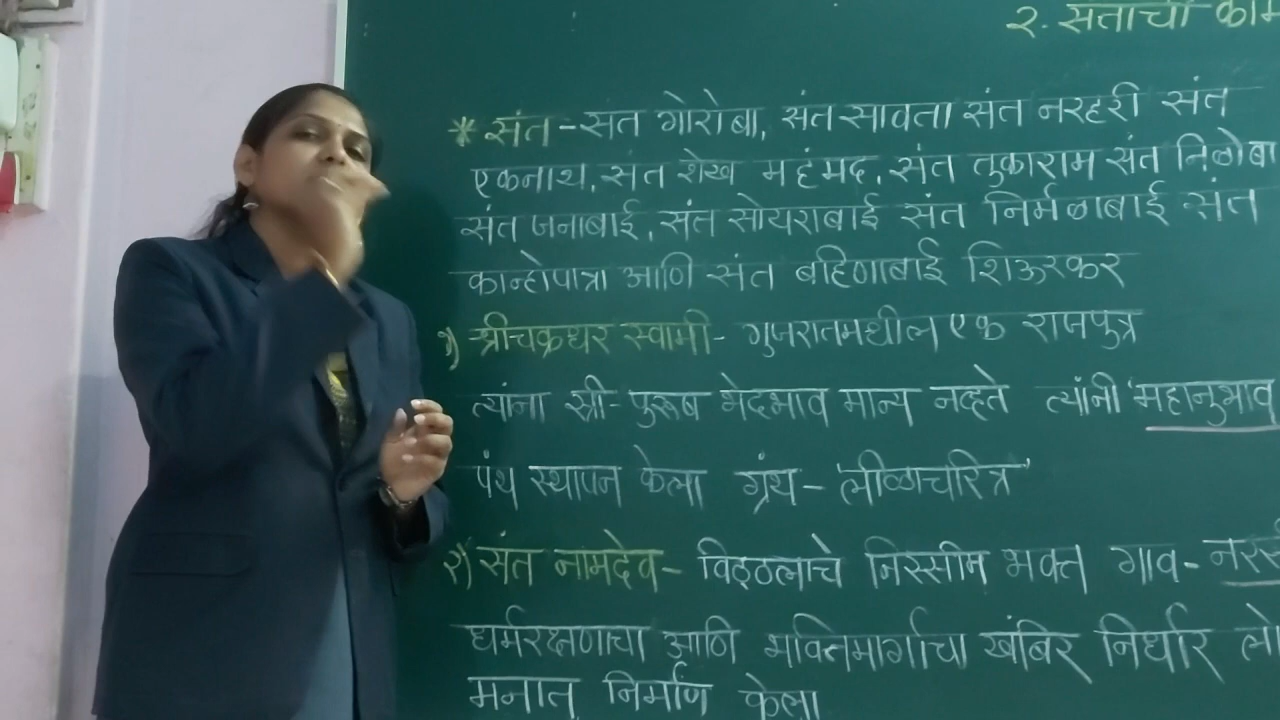 २. संताची
* संत - संत गोरोबा, संत सावता संत नरहरी संत
एकनाथ, संत शेख महंमद, संत तुकाराम संत निळोबा
संत जनाबाई, संत सोयराबाई संत निर्मळाबाई संत
कान्होपात्रा आणि संत बहिणाबाई शिऊरकर
१) श्रीचक्रधर स्वामी - गुजरातमधील एक राजपुत्र
त्यांना स्री - पुरूष भेदभाव मान्य नव्हते त्यांनी 'महानुभाव
पंथ स्थापन केला ग्रंथ - 'लीळाचरित्र'
२) संत नामदेव - विठ्ठलाचे निस्सीम भक्त गाव -
धर्मरक्षणाचा आणि भक्तिमार्गाचा खंबिर निर्धार
मनात निर्माण केला